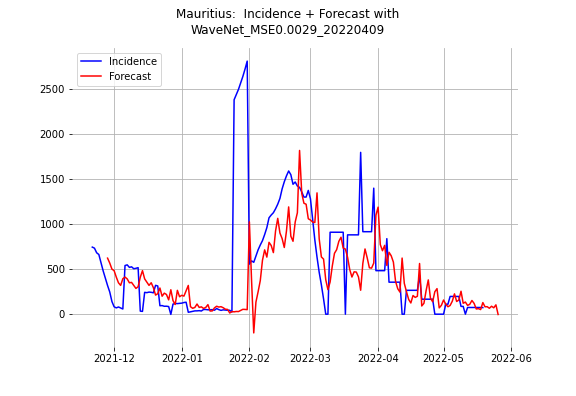 Mauritius:  Incidence + Forecast with
WaveNet_MSE0.0029_20220409
Incidence
Forecast
2500
2000
1500
1000
500
0
2021-12 2022-01 2022-02 2022-03 2022-04 2022-05 2022-06